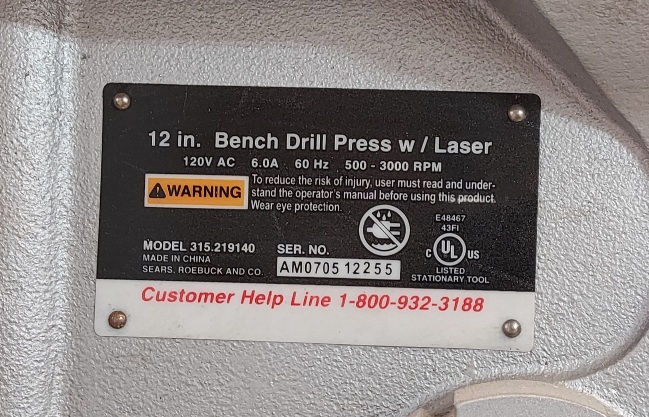 12 in. Bench Drill Press w / Laser
120V AC 6.0A 60 Hz 500 - 3000 RPM
WARNING
To reduce the risk of injury, user must read and under-
stand the operator's manual before using this product.
Wear eye protection.
E48467
43FI
MODEL 315.219140 SER. NO.
MADE IN CHINA
SEARS. ROEBUCK AND CO. AM0705 12255
C UL US
LISTED
STATIONARY TOOL
Customer Help Line 1-800-932-3188